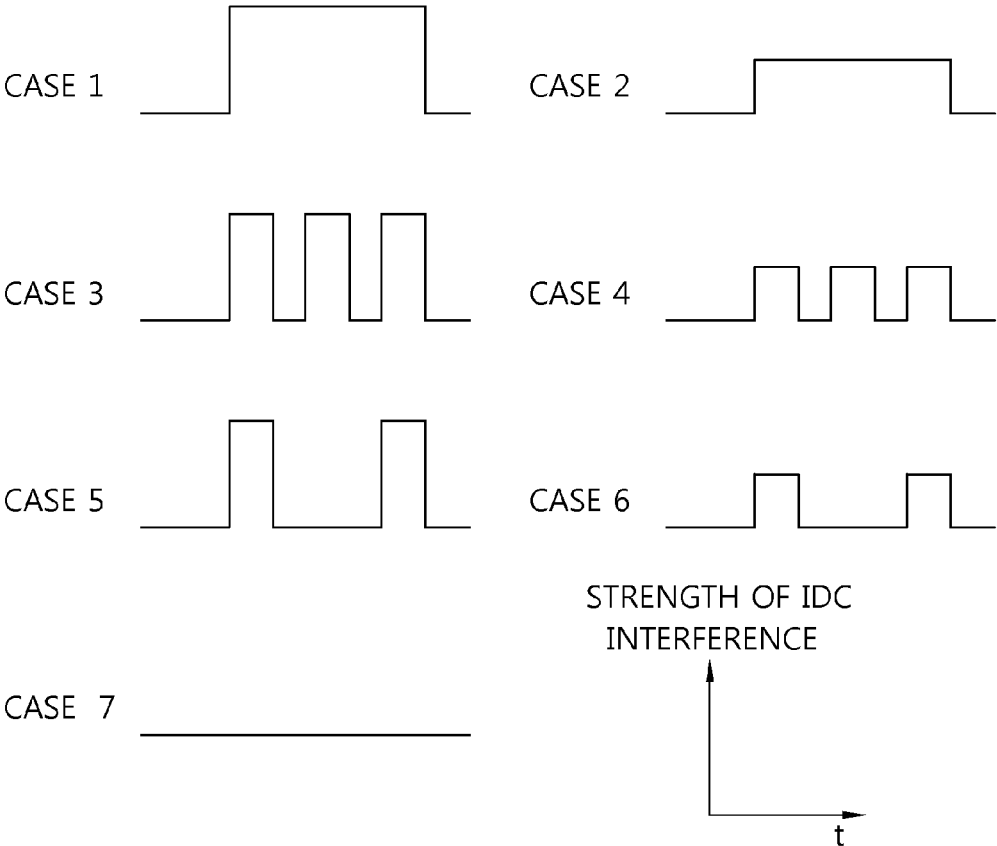 CASE 1
CASE 2
CASE 3
CASE 4
CASE 5
CASE 6
STRENGTH OF IDC
INTERFERENCE
CASE 7
t